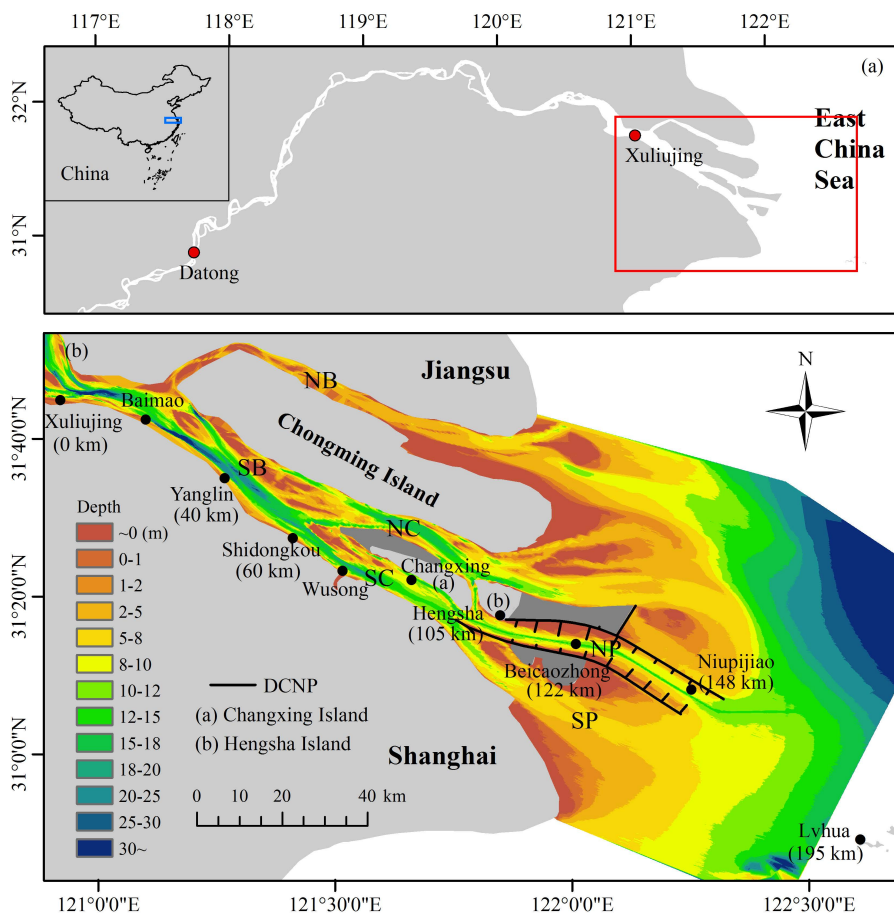 117°E 118°E 119°E 120°E 121°E 122°E
(a)
32°N
31°N
China
Datong
Xuliujing
East
China
Sea
(b)
N
31°40'0"N
31°20'0"N
31°0'0"N
Jiangsu
NB
Baimao
Xuliujing
(0 km)
Chongming Island
SB
Yanglin
(40 km)
NC
Shidongkou
(60 km)
Changxing
(a)
SC
Wusong
(b)
Hengsha
(105 km)
NP
Niupijiao
(148 km)
Beicaozhong
(122 km)
SP
Depth
~0 (m)
0-1
1-2
2-5
5-8
8-10
10-12
12-15
15-18
18-20
20-25
25-30
30~
DCNP
(a) Changxing Island
(b) Hengsha Island
Shanghai
0 10 20 40 km
Lvhua
(195 km)
121°0'0"E 121°30'0"E 122°0'0"E 122°30'0"E